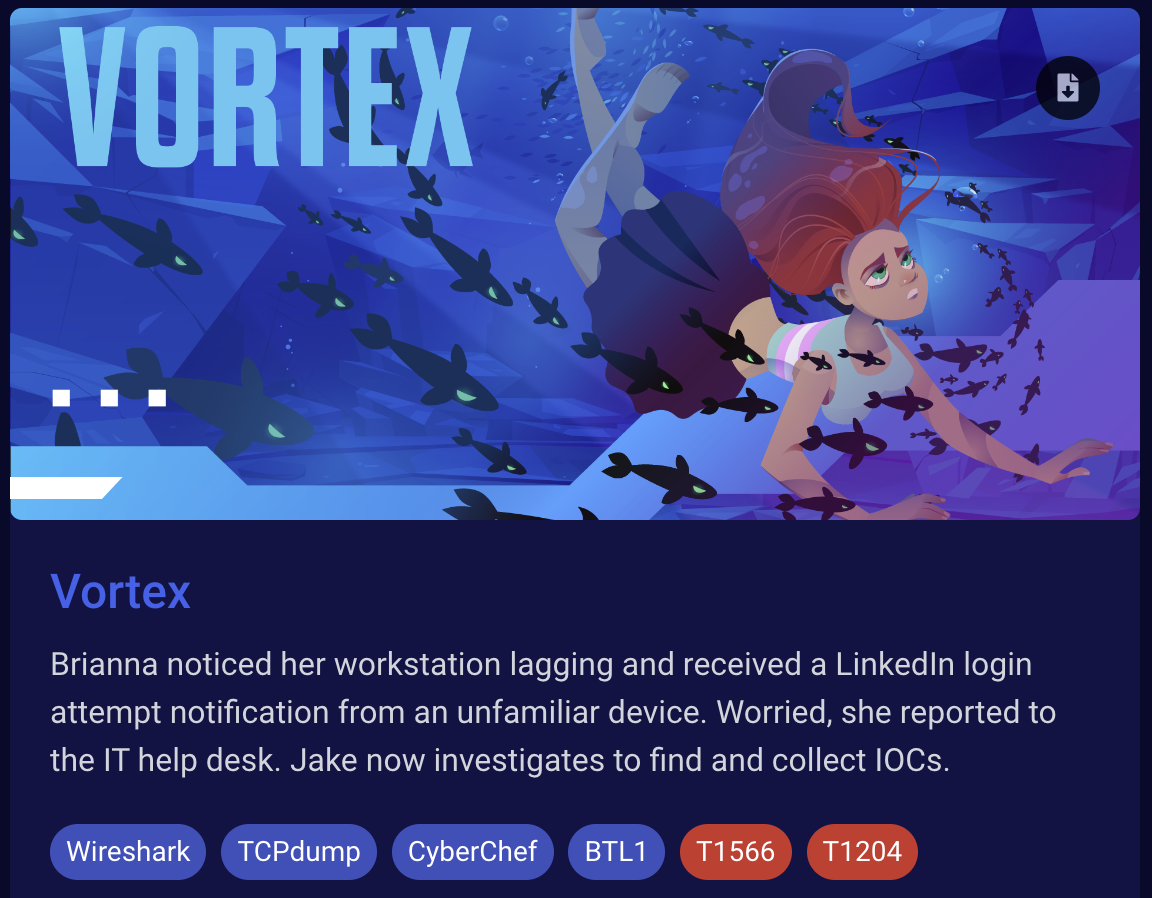 VORTEX
Vortex
Brianna noticed her workstation lagging and received a LinkedIn login
attempt notification from an unfamiliar device. Worried, she reported to
the IT help desk. Jake now investigates to find and collect IOCs.
Wireshark TCPdump CyberChef BTL1 T1566 T1204